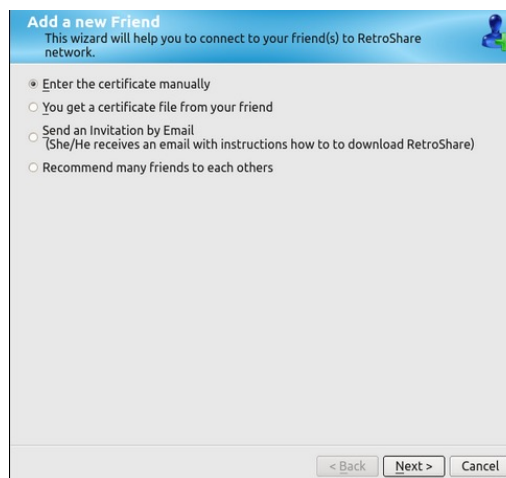 Add a new Friend
This wizard will help you to connect to your friend(s) to RetroShare
network.
Enter the certificate manually
You get a certificate file from your friend
Send an Invitation by Email
(She/He receives an email with instructions how to to download RetroShare)
Recommend many friends to each others
< Back
Next >
Cancel